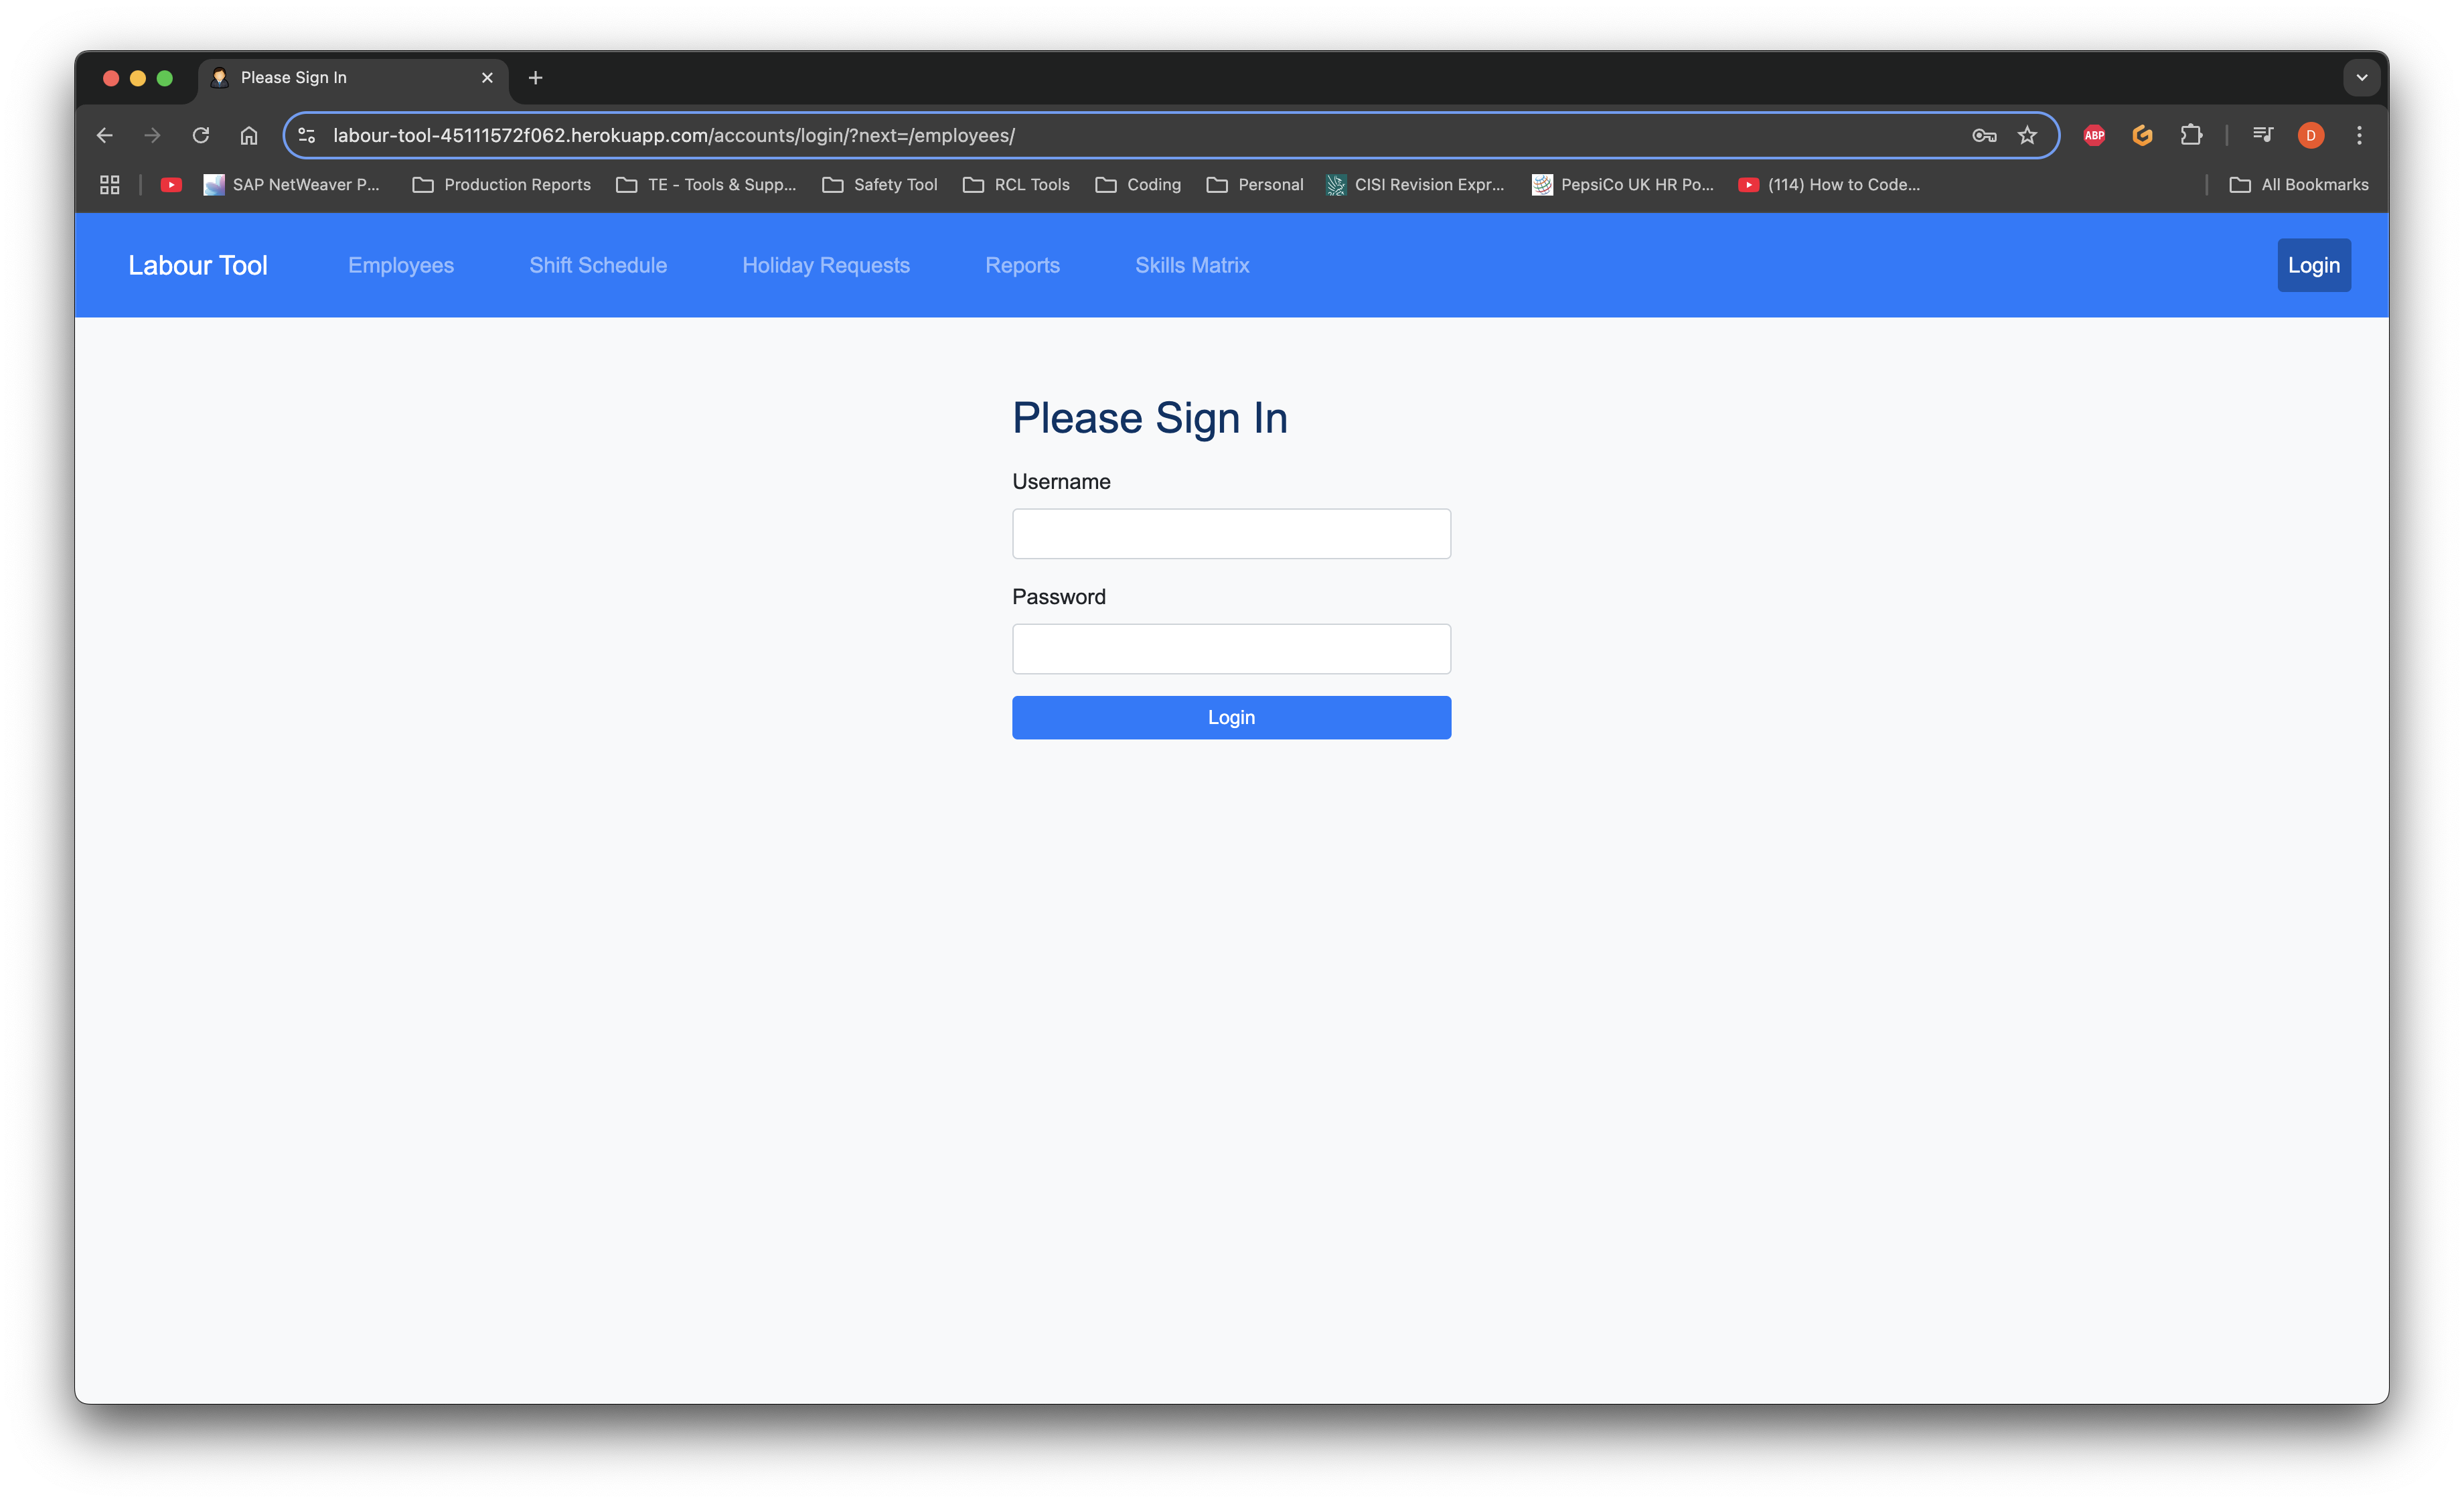 Please Sign In
labour-tool-45111572f062.herokuapp.com/accounts/login/?next=/employees/
ABP
D
SAP NetWeaver P... Production Reports TE - Tools & Supp... Safety Tool RCL Tools Coding Personal CISI Revision Expr... PepsiCo UK HR Po... (114) How to Code... All Bookmarks
Labour Tool Employees Shift Schedule Holiday Requests Reports Skills Matrix Login
Please Sign In
Username
Password
Login